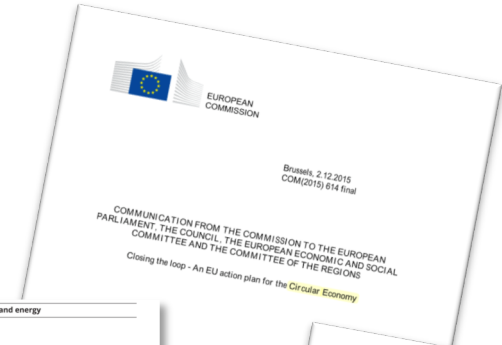 EUROPEAN
COMMISSION
Brussels, 2.12.2015
COM(2015) 614 final
COMMUNICATION FROM THE COMMISSION TO THE EUROPEAN
PARLIAMENT, THE COUNCIL, THE EUROPEAN ECONOMIC AND SOCIAL
COMMITTEE AND THE COMMITTEE OF THE REGIONS
Closing the loop - An EU action plan for the Circular Economy
and energy